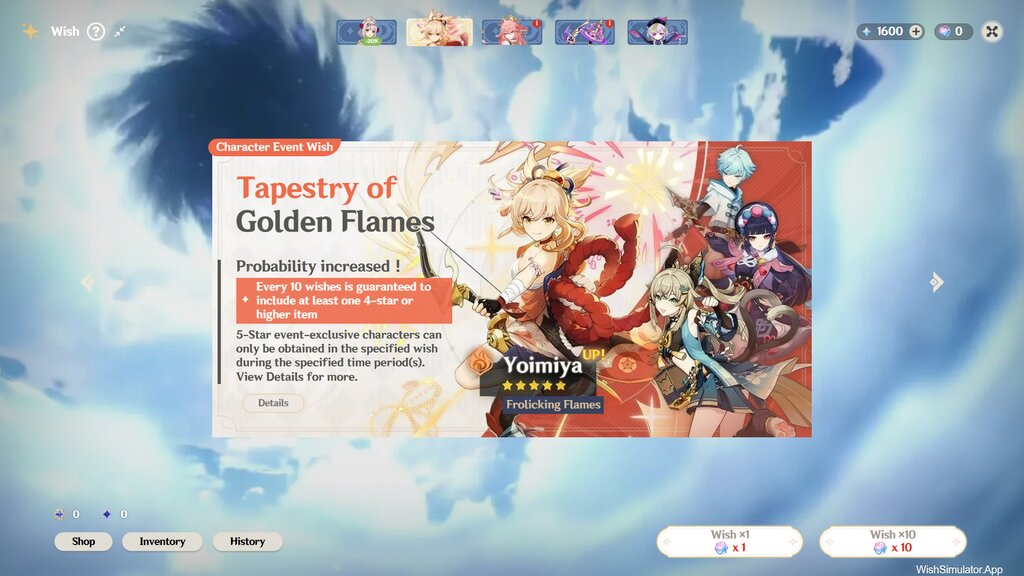 Wish ?
-20%
!
!
1600 +
0
Character Event Wish
Tapestry of
Golden Flames
Probability increased !
Every 10 wishes is guaranteed to
include at least one 4-star or
higher item
5-Star event-exclusive characters can
only be obtained in the specified wish
during the specified time period(s).
View Details for more.
Details
UP!
Yoimiya
Frolicking Flames
0
0
Shop
Inventory
History
Wish ×1
x 1
Wish ×10
x 10
WishSimulator.App